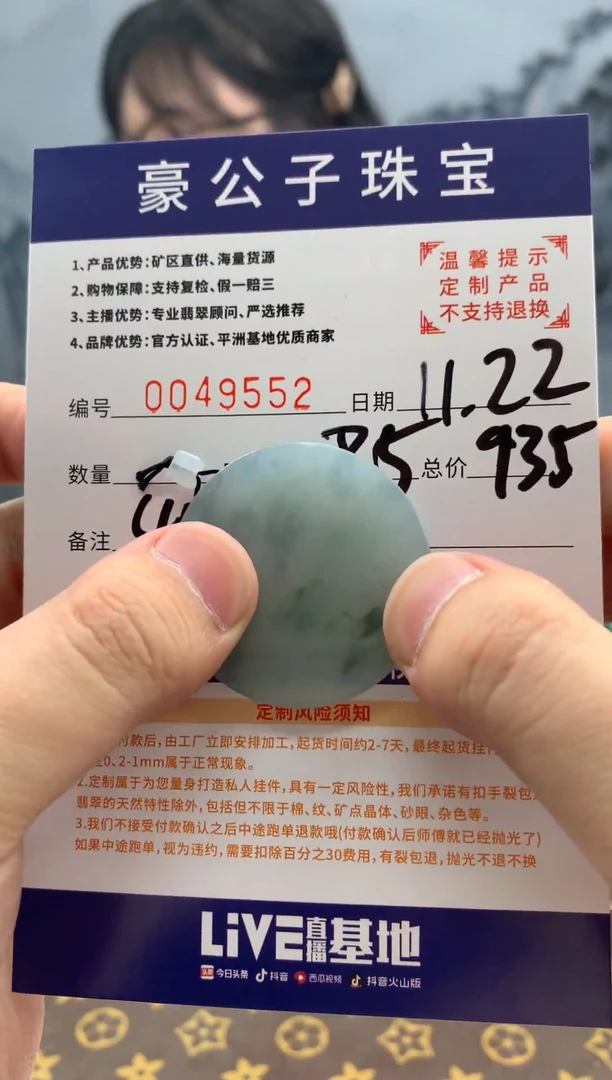 豪公子珠宝
1、产品优势:矿区直供、海量货源
2、购物保障:支持复检、假一赔三
3、主播优势:专业翡翠顾问、严选推荐
4、品牌优势:官方认证、平洲基地优质商家
温馨提示
定制产品
不支持退换
编号 0049552 日期 11.22
数量 85 总价 935
备注
定制风险须知
付款后,由工厂立即安排加工,起货时间约2-7天,最终起货挂件
0、2-1mm属于正常现象。
2.定制属于为您量身打造私人挂件,具有一定风险性,我们承诺有扣手裂包
翡翠的天然特性除外,包括但不限于棉、纹、矿点晶体、砂眼、杂色等。
3.我们不接受付款确认之后中途跑单退款哦(付款确认后师傅就已经抛光了)
如果中途跑单,视为违约,需要扣除百分之30费用,有裂包退,抛光不退不换
LiVE直播基地
头条 今日头条 抖音 西瓜视频 抖音火山版